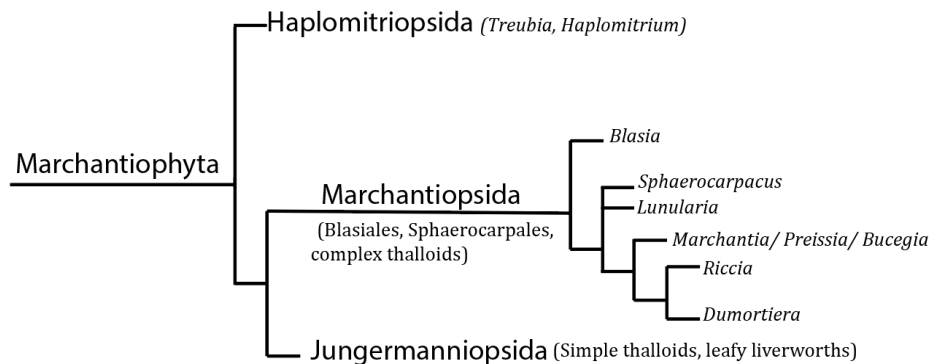 Haplomitriopsida (Treubia, Haplomitrium)
Blasia
Marchantiophyta
Sphaerocarpacus
Marchantiopsida
Lunularia
(Blasiales, Sphaerocarpales,
complex thalloids)
Marchantia/ Preissia/ Bucegia
Riccia
Dumortiera
Jungermanniopsida (Simple thalloids, leafy liverworths)